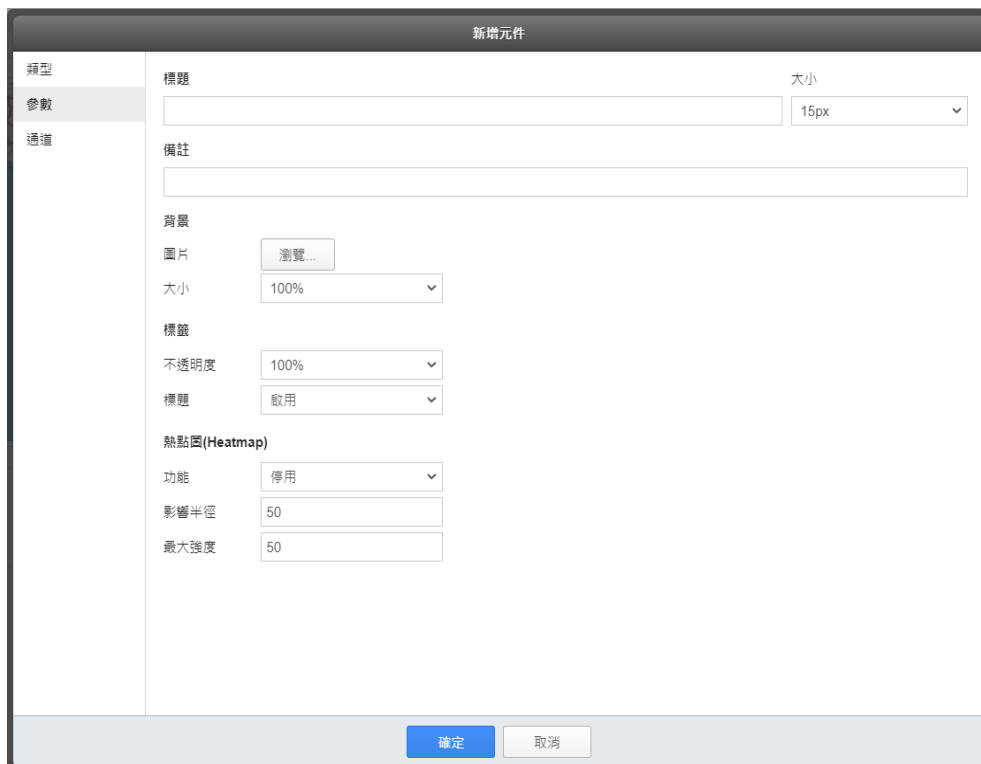 新增元件
類型
參數
通道
標題 大小
15px
備註
背景
圖片 瀏覽...
大小 100%
標籤
不透明度 100%
標題 啟用
熱點圖(Heatmap)
功能 停用
影響半徑 50
最大強度 50
確定 取消